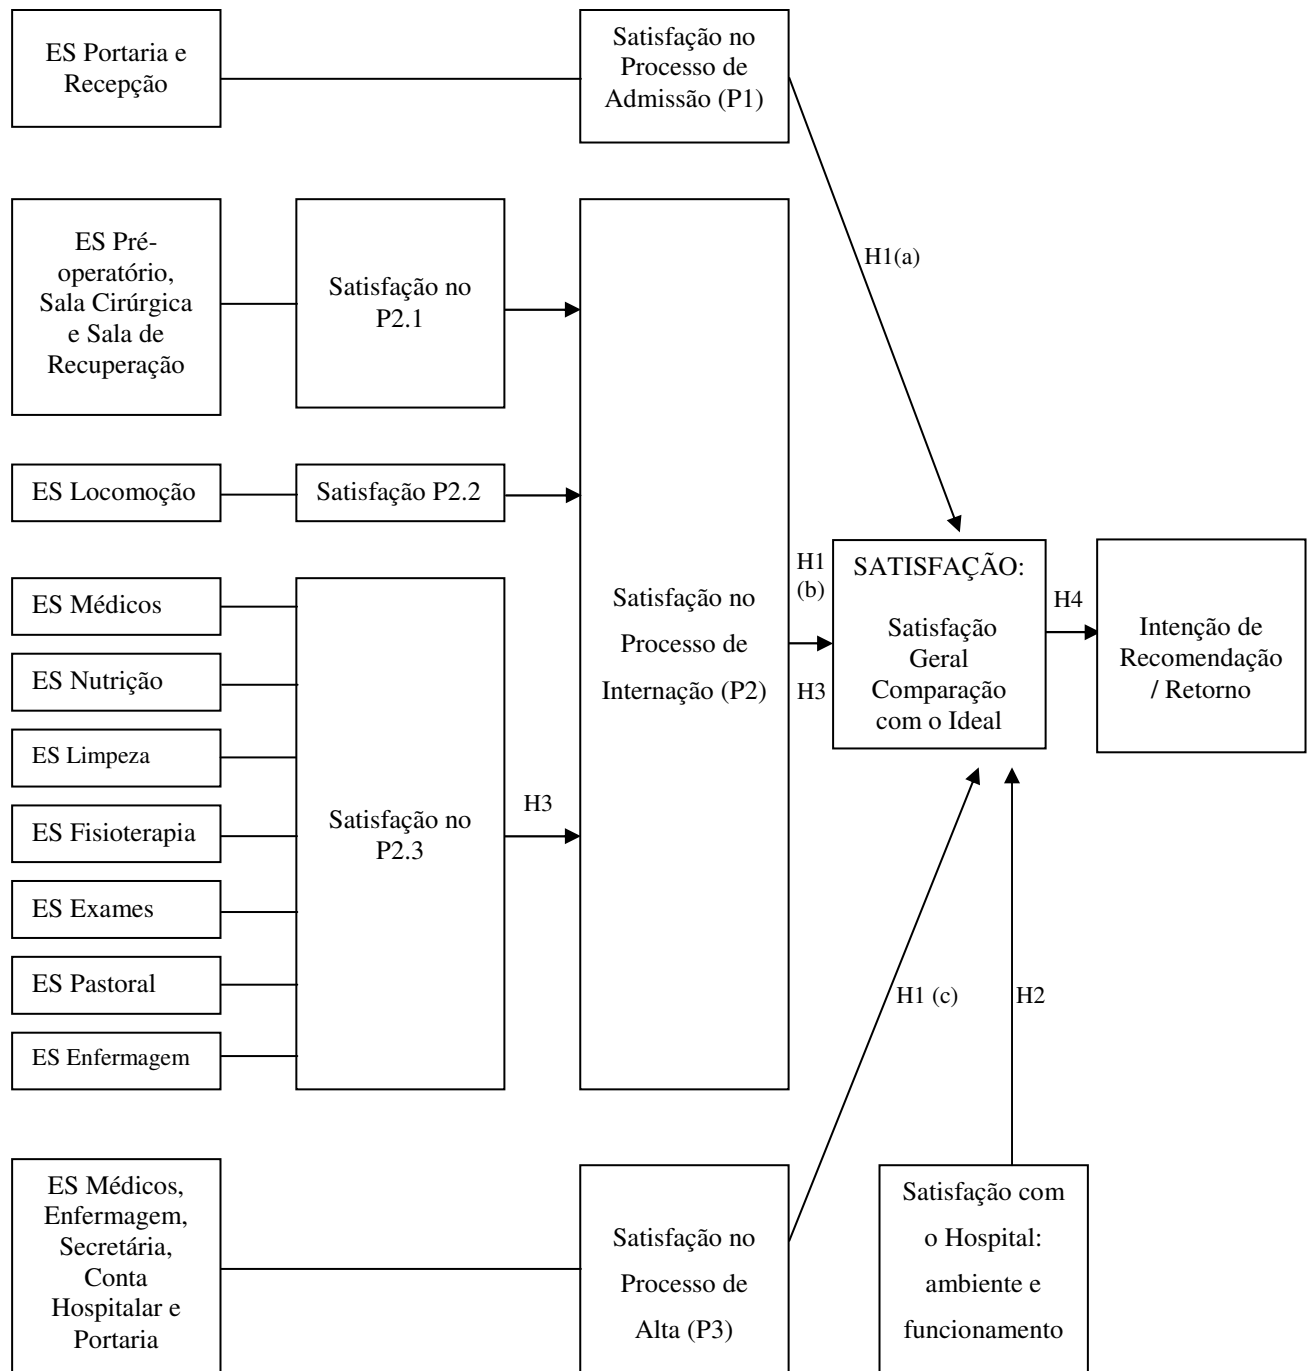 ES Portaria e
Recepção
Satisfação no
Processo de
Admissão (P1)
H1(a)
ES Pré-
operatório,
Sala Cirúrgica
e Sala de
Recuperação
Satisfação no
P2.1
ES Locomoção
Satisfação P2.2
ES Médicos
ES Nutrição
ES Limpeza
ES Fisioterapia
ES Exames
ES Pastoral
ES Enfermagem
Satisfação no
P2.3
H3
Satisfação no
Processo de
Internação (P2)
H1
(b)
H3
SATISFAÇÃO:
Satisfação
Geral
Comparação
com o Ideal
H4
Intenção de
Recomendação
/ Retorno
H1 (c)
H2
ES Médicos,
Enfermagem,
Secretária,
Conta
Hospitalar e
Portaria
Satisfação no
Processo de
Alta (P3)
Satisfação com
o Hospital:
ambiente e
funcionamento